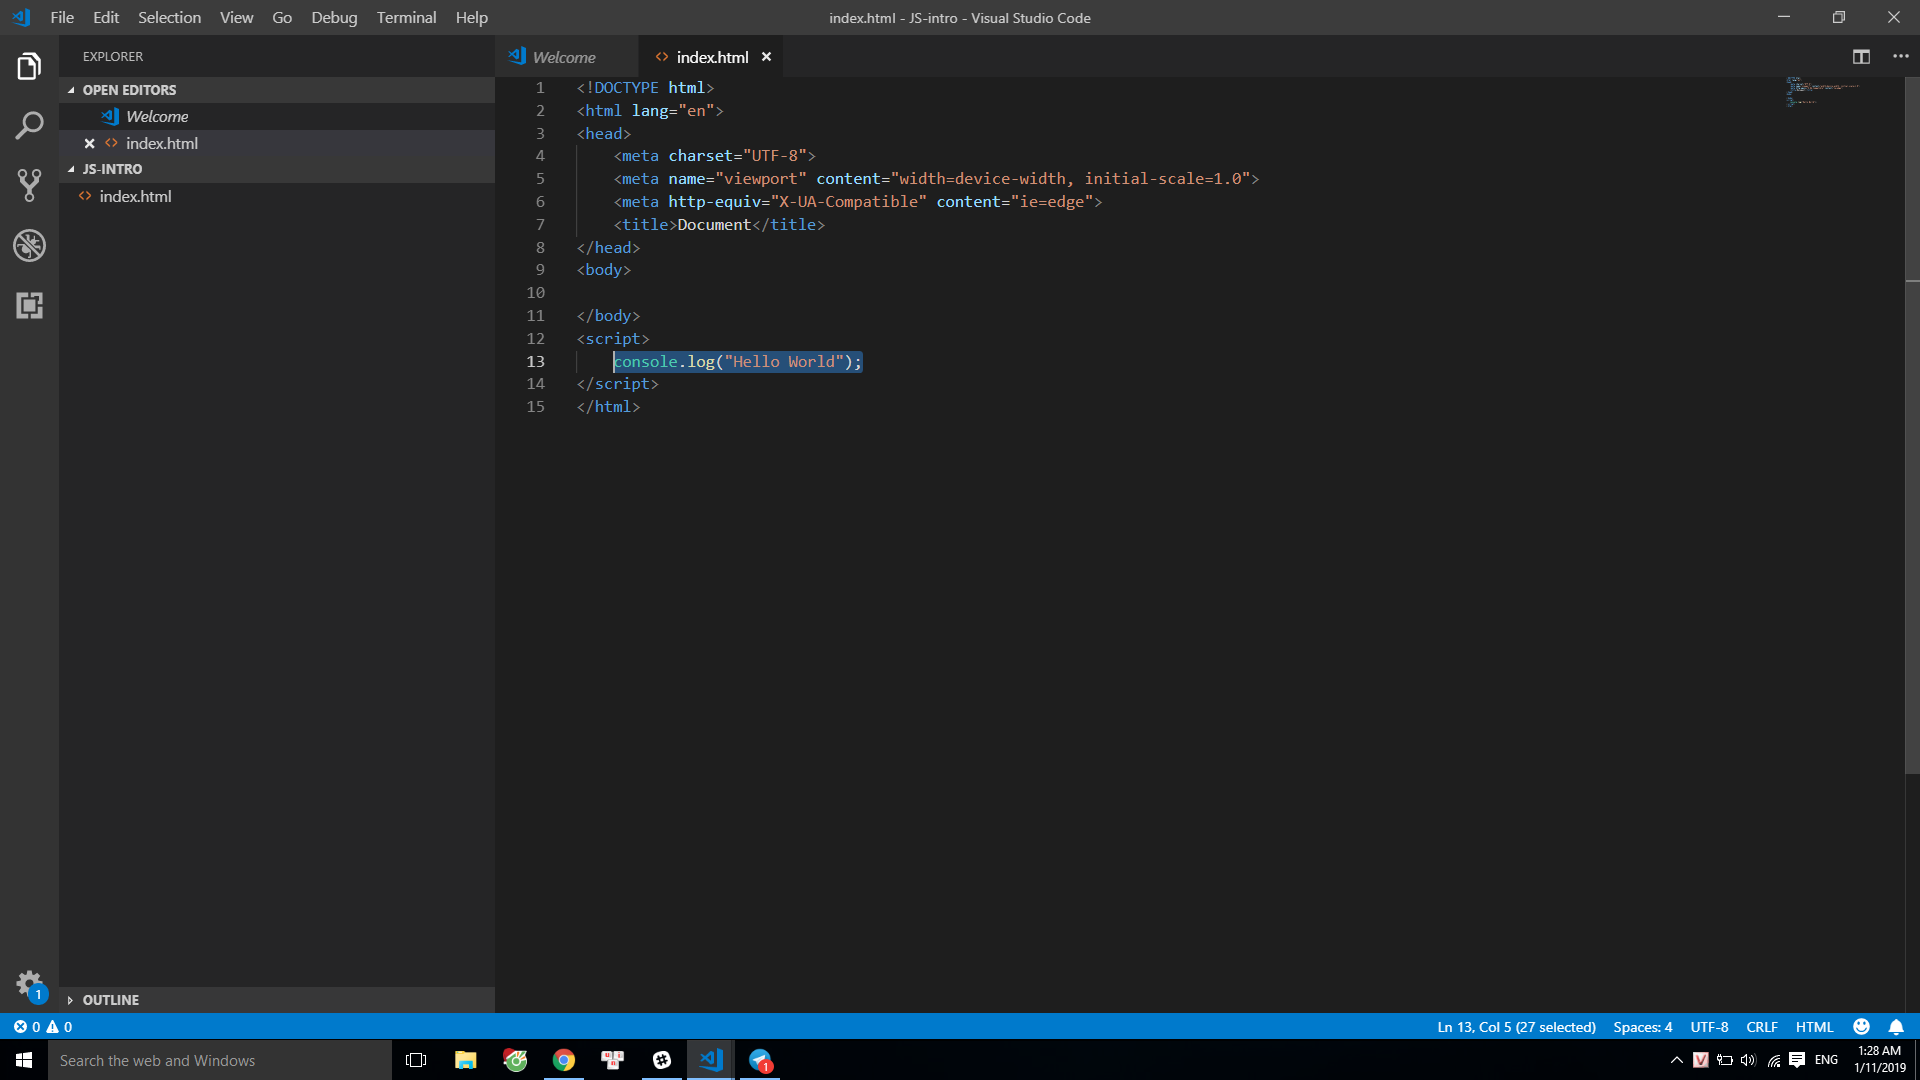 File Edit Selection View Go Debug Terminal Help
index.html - JS-intro - Visual Studio Code
EXPLORER
OPEN EDITORS
Welcome
index.html
JS-INTRO
index.html
OUTLINE
Welcome
index.html
1 <!DOCTYPE html>
2 <html lang="en">
3 <head>
4     <meta charset="UTF-8">
5     <meta name="viewport" content="width=device-width, initial-scale=1.0">
6     <meta http-equiv="X-UA-Compatible" content="ie=edge">
7     <title>Document</title>
8 </head>
9 <body>
10
11 </body>
12 <script>
13     console.log("Hello World");
14 </script>
15 </html>
1
0 0
Ln 13, Col 5 (27 selected) Spaces: 4 UTF-8 CRLF HTML
Search the web and Windows
1
ENG
1:28 AM
1/11/2019